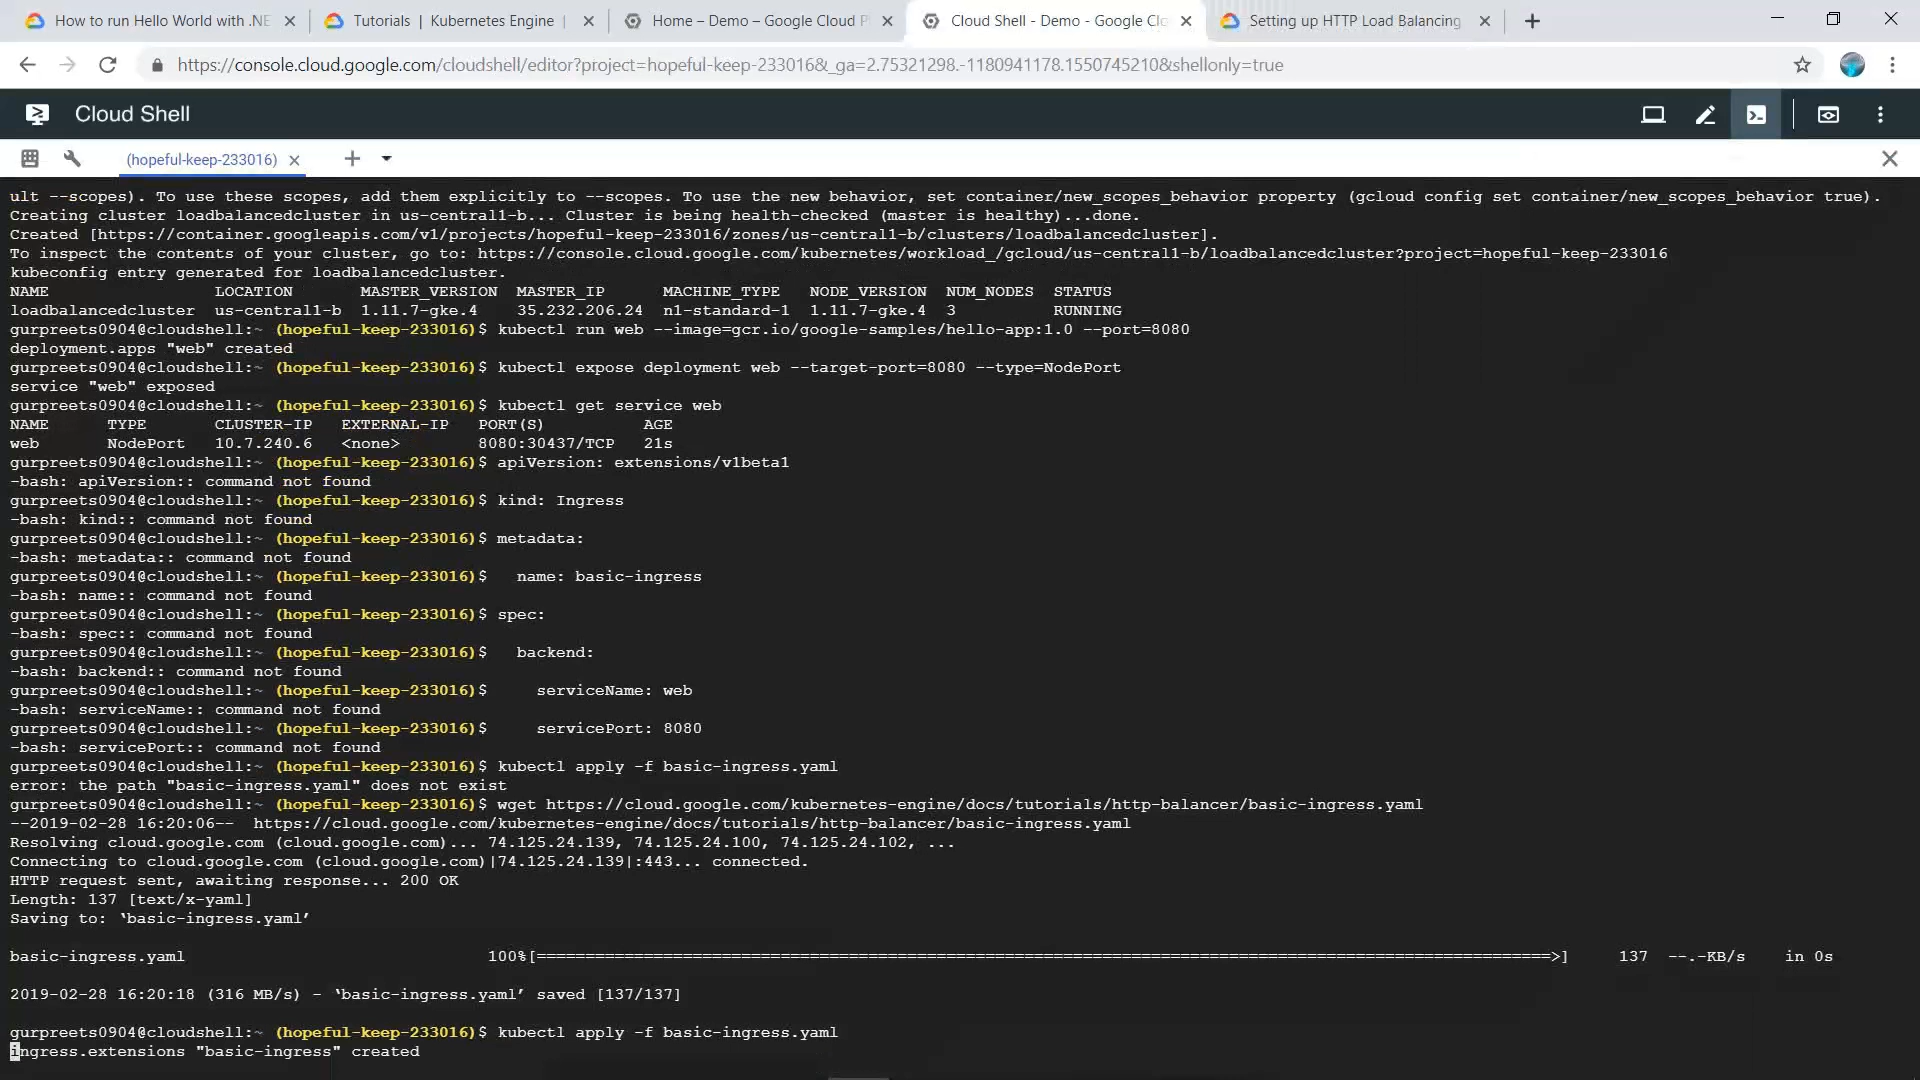 How to run Hello World with .NE
Tutorials | Kubernetes Engine
Home – Demo – Google Cloud P
Cloud Shell - Demo - Google Clo
Setting up HTTP Load Balancing
https://console.cloud.google.com/cloudshell/editor?project=hopeful-keep-233016&_ga=2.75321298.-1180941178.1550745210&shellonly=true
Cloud Shell
(hopeful-keep-233016)
ult --scopes). To use these scopes, add them explicitly to --scopes. To use the new behavior, set container/new_scopes_behavior property (gcloud config set container/new_scopes_behavior true).
Creating cluster loadbalancedcluster in us-central1-b... Cluster is being health-checked (master is healthy)...done.
Created [https://container.googleapis.com/v1/projects/hopeful-keep-233016/zones/us-central1-b/clusters/loadbalancedcluster].
To inspect the contents of your cluster, go to: https://console.cloud.google.com/kubernetes/workload_/gcloud/us-central1-b/loadbalancedcluster?project=hopeful-keep-233016
kubeconfig entry generated for loadbalancedcluster.
NAME LOCATION MASTER_VERSION MASTER_IP MACHINE_TYPE NODE_VERSION NUM_NODES STATUS
loadbalancedcluster us-central1-b 1.11.7-gke.4 35.232.206.24 n1-standard-1 1.11.7-gke.4 3 RUNNING
gurpreets0904@cloudshell:~ (hopeful-keep-233016)$ kubectl run web --image=gcr.io/google-samples/hello-app:1.0 --port=8080
deployment.apps "web" created
gurpreets0904@cloudshell:~ (hopeful-keep-233016)$ kubectl expose deployment web --target-port=8080 --type=NodePort
service "web" exposed
gurpreets0904@cloudshell:~ (hopeful-keep-233016)$ kubectl get service web
NAME TYPE CLUSTER-IP EXTERNAL-IP PORT(S) AGE
web NodePort 10.7.240.6 <none> 8080:30437/TCP 21s
gurpreets0904@cloudshell:~ (hopeful-keep-233016)$ apiVersion: extensions/v1beta1
-bash: apiVersion:: command not found
gurpreets0904@cloudshell:~ (hopeful-keep-233016)$ kind: Ingress
-bash: kind:: command not found
gurpreets0904@cloudshell:~ (hopeful-keep-233016)$ metadata:
-bash: metadata:: command not found
gurpreets0904@cloudshell:~ (hopeful-keep-233016)$   name: basic-ingress
-bash: name:: command not found
gurpreets0904@cloudshell:~ (hopeful-keep-233016)$ spec:
-bash: spec:: command not found
gurpreets0904@cloudshell:~ (hopeful-keep-233016)$   backend:
-bash: backend:: command not found
gurpreets0904@cloudshell:~ (hopeful-keep-233016)$     serviceName: web
-bash: serviceName:: command not found
gurpreets0904@cloudshell:~ (hopeful-keep-233016)$     servicePort: 8080
-bash: servicePort:: command not found
gurpreets0904@cloudshell:~ (hopeful-keep-233016)$ kubectl apply -f basic-ingress.yaml
error: the path "basic-ingress.yaml" does not exist
gurpreets0904@cloudshell:~ (hopeful-keep-233016)$ wget https://cloud.google.com/kubernetes-engine/docs/tutorials/http-balancer/basic-ingress.yaml
--2019-02-28 16:20:06-- https://cloud.google.com/kubernetes-engine/docs/tutorials/http-balancer/basic-ingress.yaml
Resolving cloud.google.com (cloud.google.com)... 74.125.24.139, 74.125.24.100, 74.125.24.102, ...
Connecting to cloud.google.com (cloud.google.com)|74.125.24.139|:443... connected.
HTTP request sent, awaiting response... 200 OK
Length: 137 [text/x-yaml]
Saving to: ‘basic-ingress.yaml’
basic-ingress.yaml 100%[========================================================================================================>] 137 --.-KB/s in 0s
2019-02-28 16:20:18 (316 MB/s) - ‘basic-ingress.yaml’ saved [137/137]
gurpreets0904@cloudshell:~ (hopeful-keep-233016)$ kubectl apply -f basic-ingress.yaml
ingress.extensions "basic-ingress" created